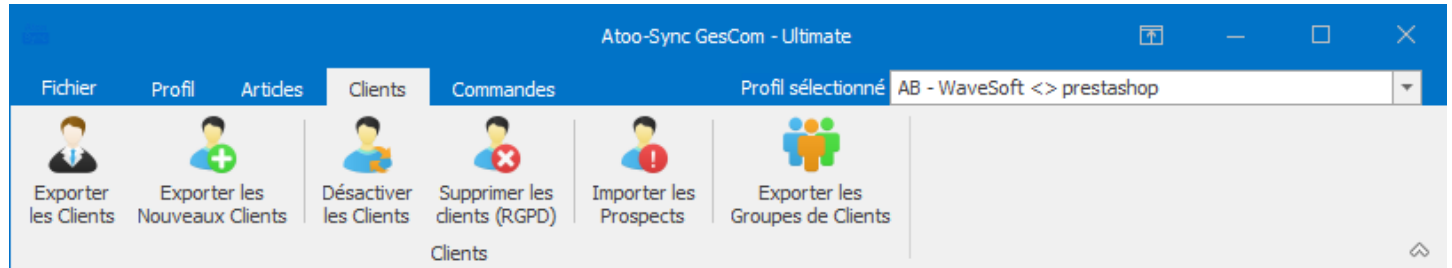 Atoo-Sync GesCom - Ultimate
Fichier Profil Articles Clients Commandes Profil sélectionné AB - WaveSoft <> prestashop
Exporter
les Clients
Exporter les
Nouveaux Clients
Désactiver
les Clients
Supprimer les
clients (RGPD)
Importer les
Prospects
Exporter les
Groupes de Clients
Clients